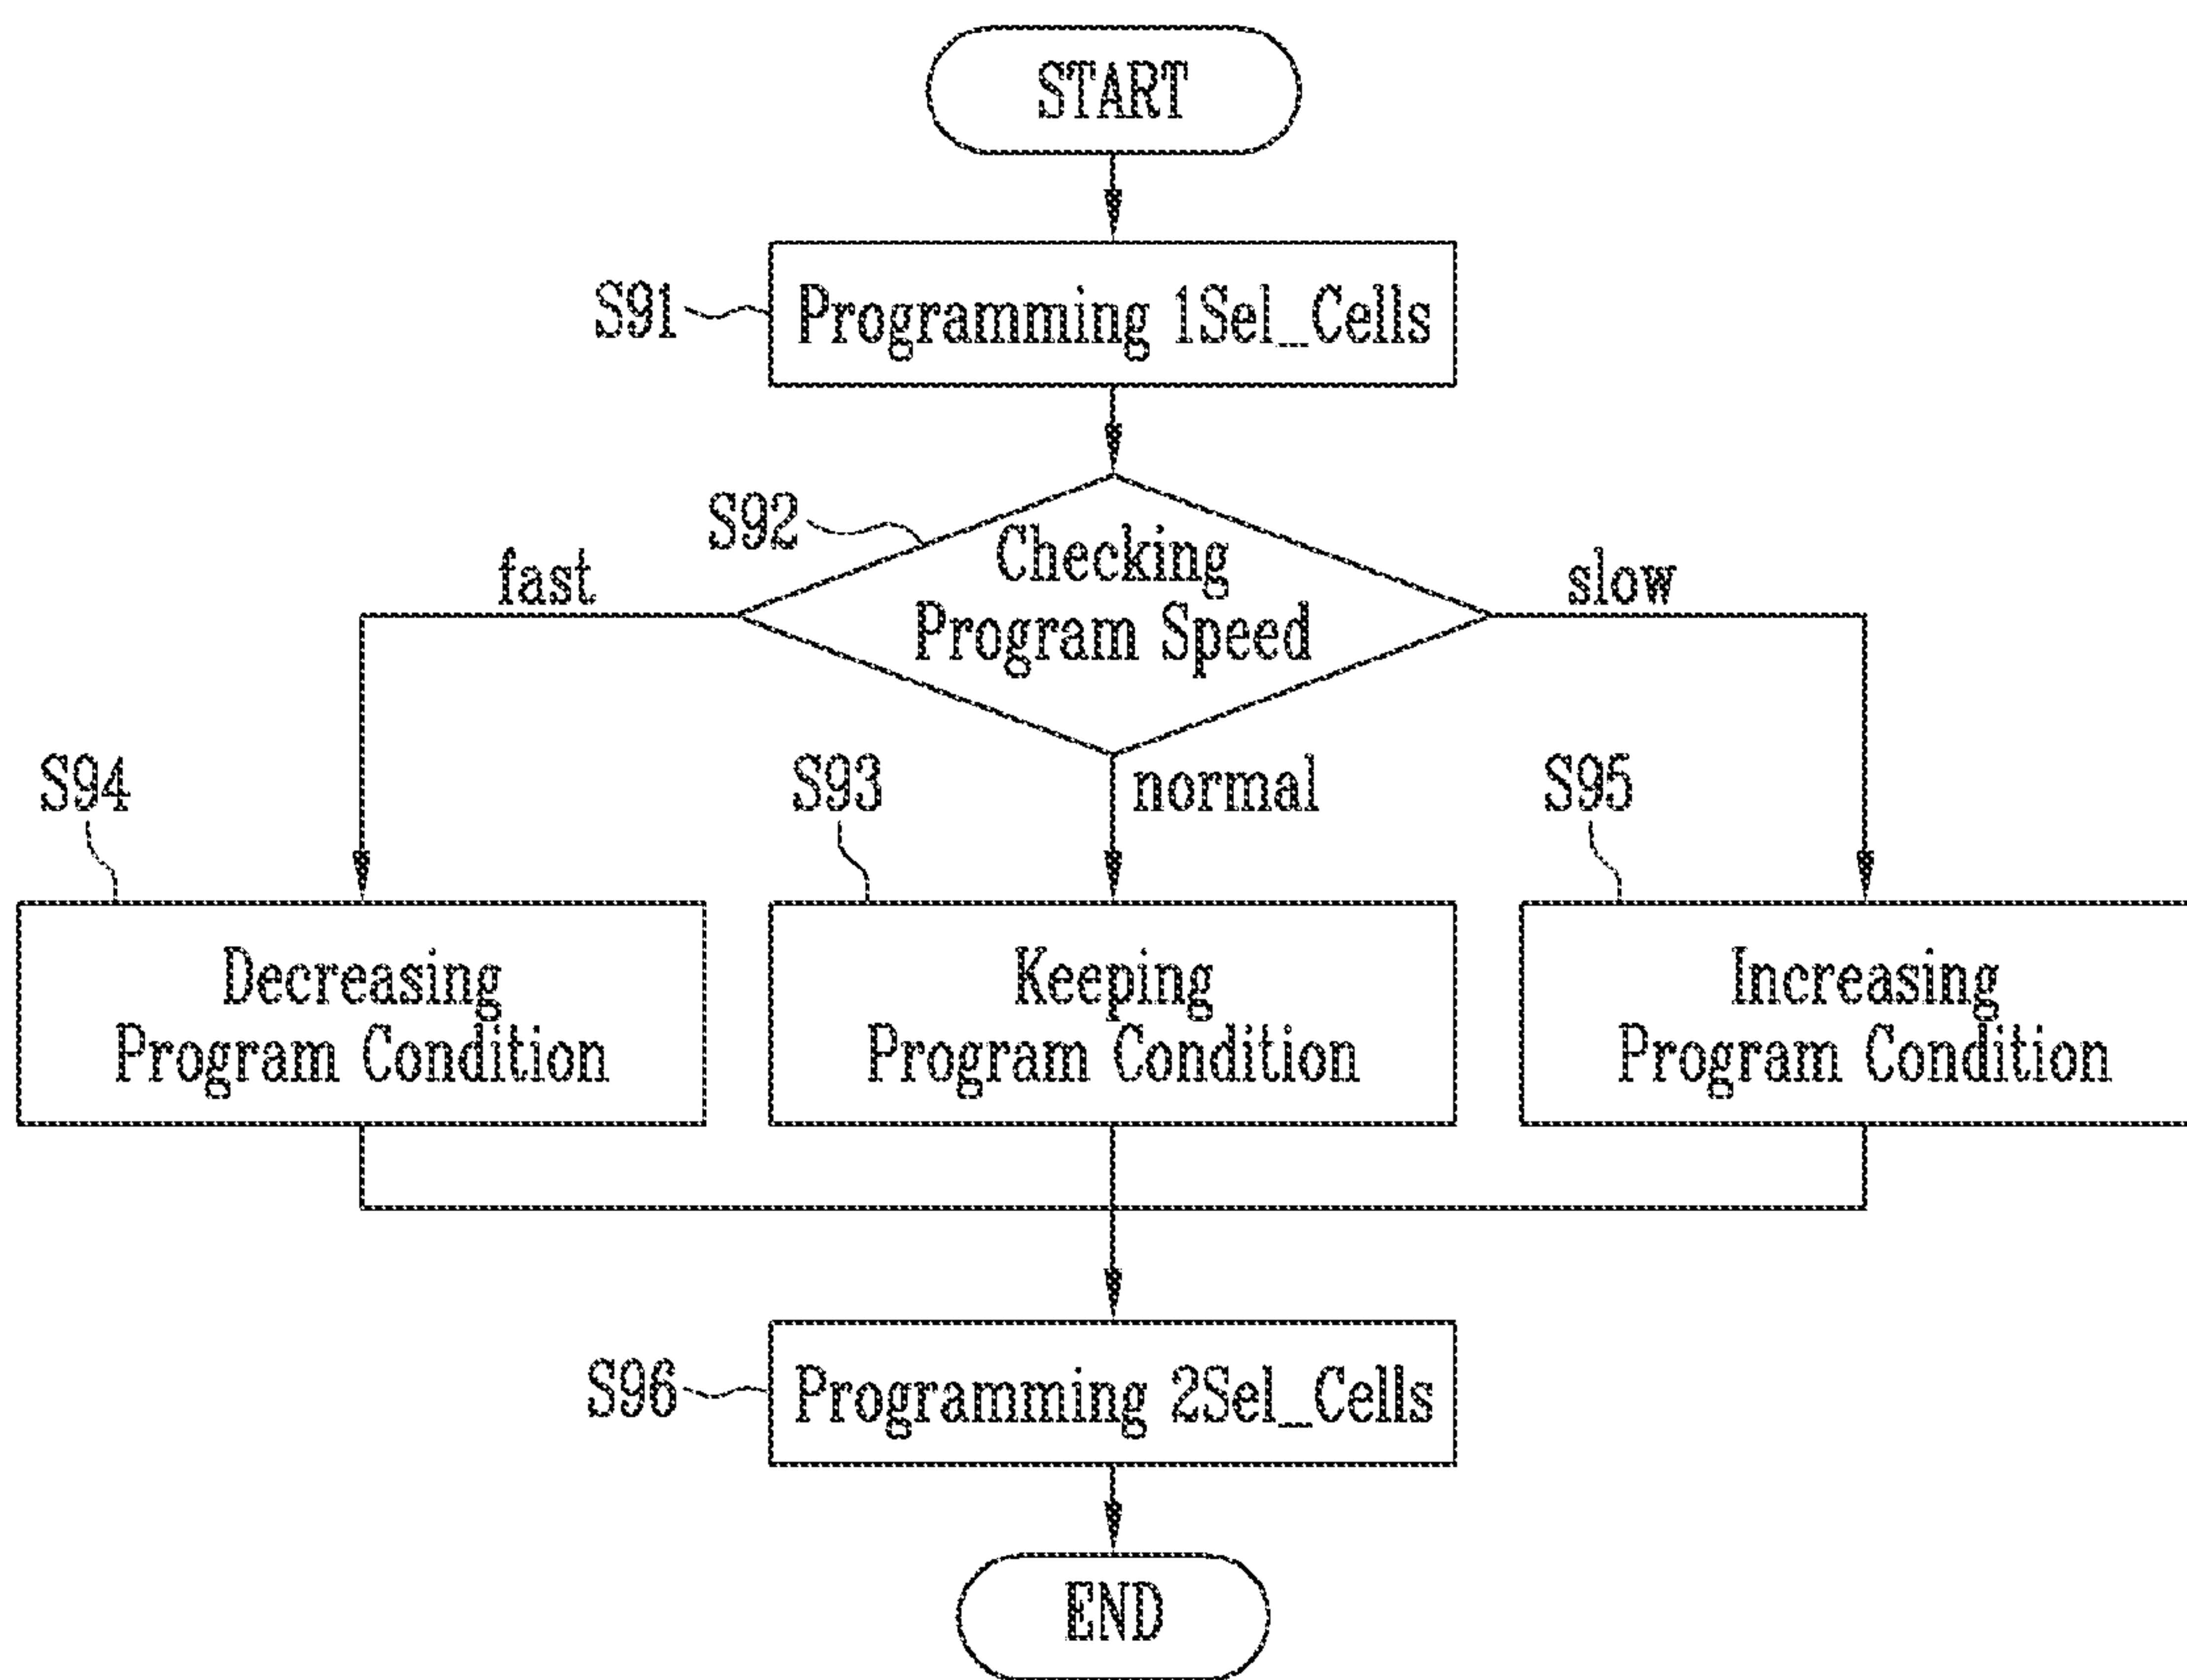 START
S91
Programming 1Sel_Cells
S92
Checking
Program Speed
fast
slow
normal
S94
Decreasing
Program Condition
S93
Keeping
Program Condition
S95
Increasing
Program Condition
S96
Programming 2Sel_Cells
END